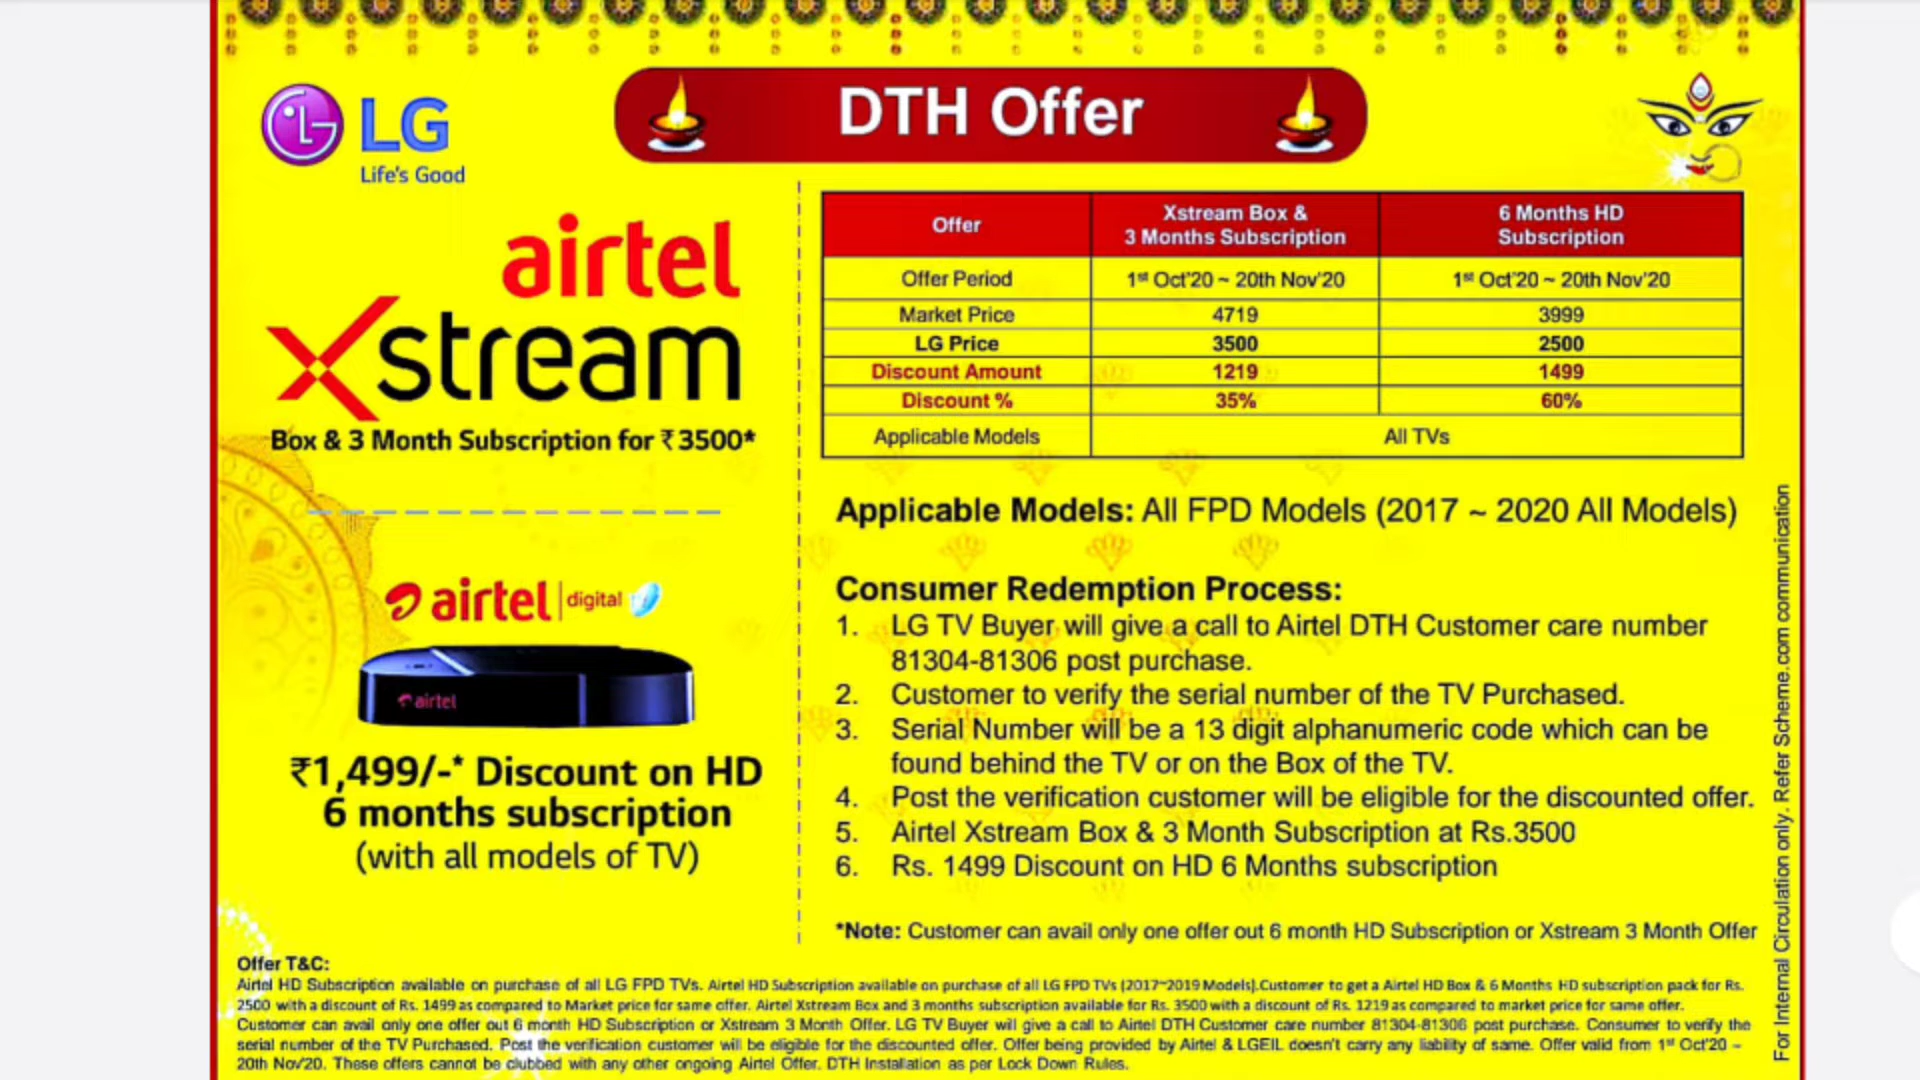 LG
Life's Good
DTH Offer
airtel
Xstream
Box & 3 Month Subscription for ₹3500*
airtel digital
airtel
₹1,499/-* Discount on HD
6 months subscription
(with all models of TV)
Offer Xstream Box & 3 Months Subscription 6 Months HD Subscription
Offer Period 1st Oct'20 ~ 20th Nov'20 1st Oct'20 ~ 20th Nov'20
Market Price 4719 3999
LG Price 3500 2500
Discount Amount 1219 1499
Discount % 35% 60%
Applicable Models All TVs
Applicable Models: All FPD Models (2017 ~ 2020 All Models)
Consumer Redemption Process:
1. LG TV Buyer will give a call to Airtel DTH Customer care number
81304-81306 post purchase.
2. Customer to verify the serial number of the TV Purchased.
3. Serial Number will be a 13 digit alphanumeric code which can be
found behind the TV or on the Box of the TV.
4. Post the verification customer will be eligible for the discounted offer.
5. Airtel Xstream Box & 3 Month Subscription at Rs.3500
6. Rs. 1499 Discount on HD 6 Months subscription
*Note: Customer can avail only one offer out 6 month HD Subscription or Xstream 3 Month Offer
For Internal Circulation only. Refer Scheme.com communication
Offer T&C:
Airtel HD Subscription available on purchase of all LG FPD TVs. Airtel HD Subscription available on purchase of all LG FPD TVs (2017~2019 Models).Customer to get a Airtel HD Box & 6 Months HD subscription pack for Rs.
2500 with a discount of Rs. 1499 as compared to Market price for same offer. Airtel Xstream Box and 3 months subscription available for Rs. 3500 with a discount of Rs. 1219 as compared to market price for same offer.
Customer can avail only one offer out 6 month HD Subscription or Xstream 3 Month Offer. LG TV Buyer will give a call to Airtel DTH Customer care number 81304-81306 post purchase. Consumer to verify the
serial number of the TV Purchased. Post the verification customer will be eligible for the discounted offer. Offer being provided by Airtel & LGEIL doesn't carry any liability of same. Offer valid from 1st Oct'20 ~
20th Nov'20. These offers cannot be clubbed with any other ongoing Airtel Offer. DTH Installation as per Lock Down Rules.